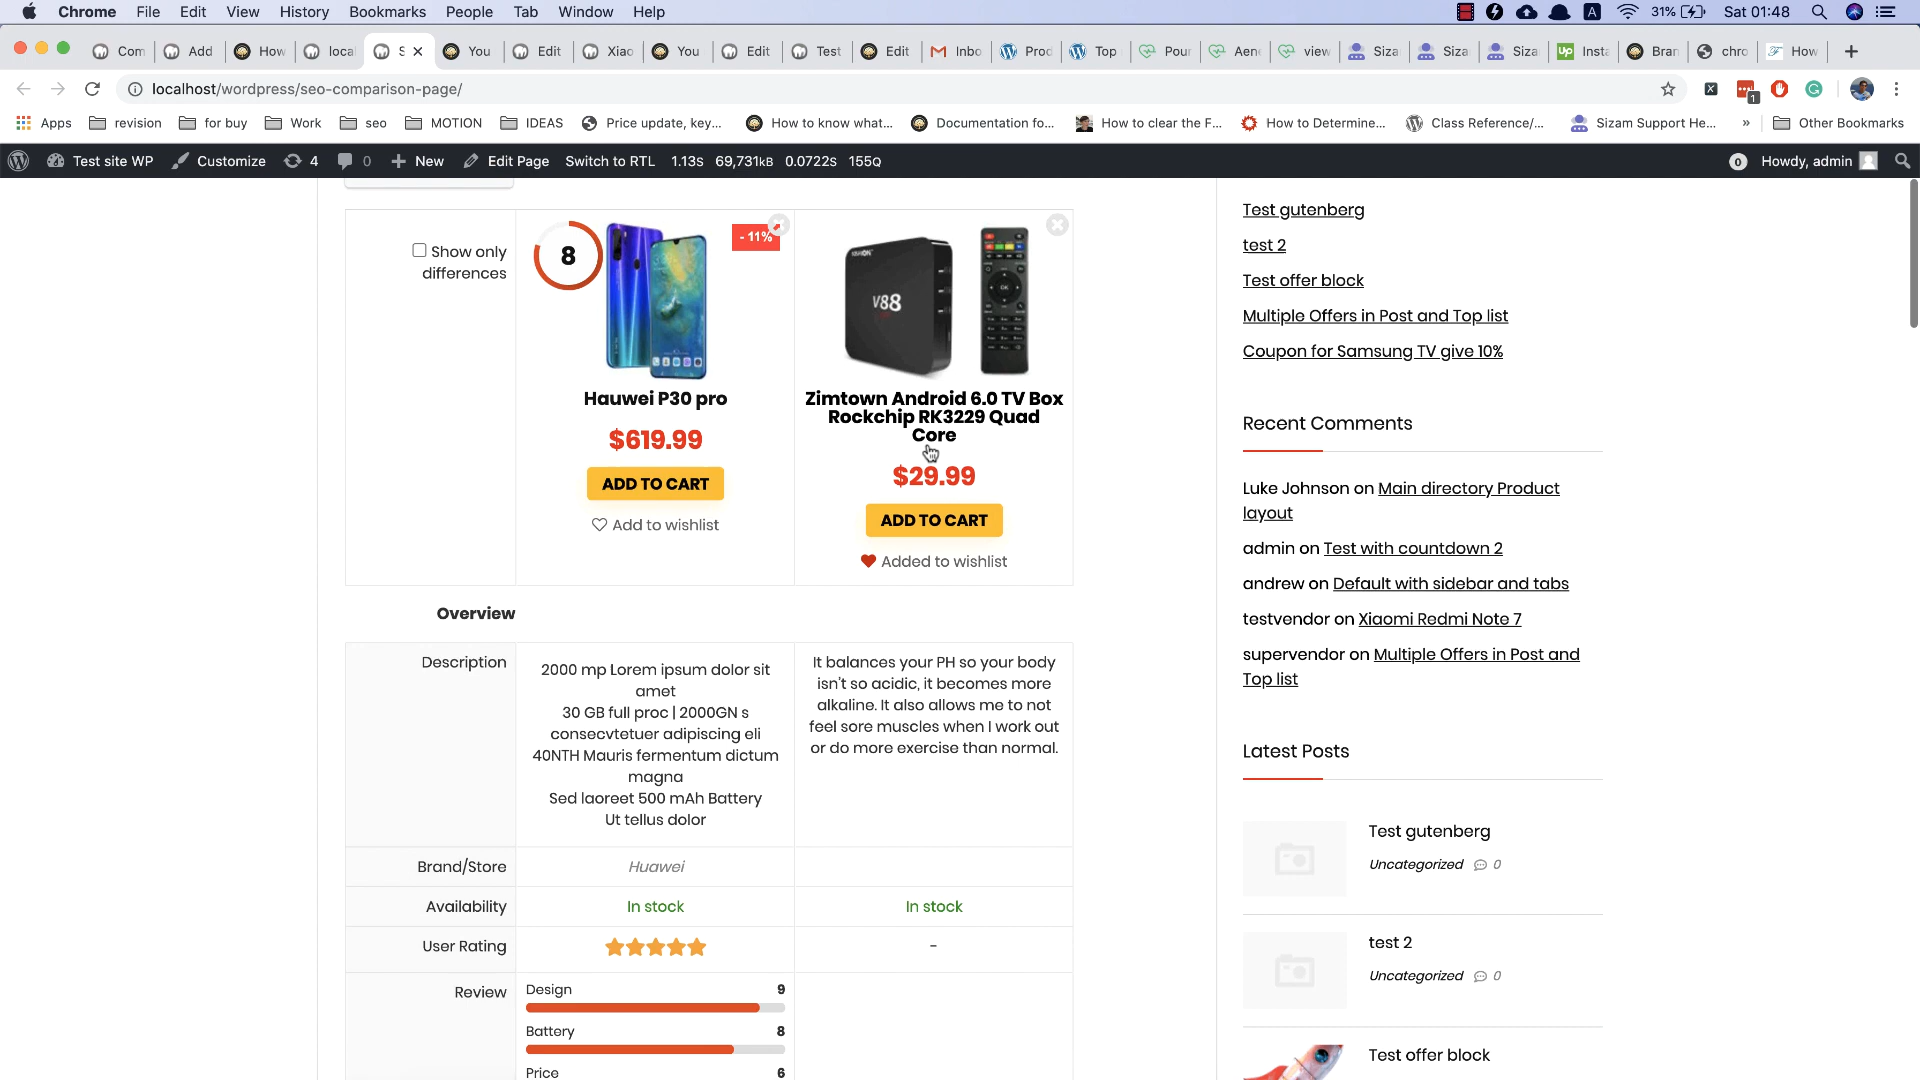 Chrome File Edit View History Bookmarks People Tab Window Help
A 31% Sat 01:48
Com Add How loca S You Edit Xiao You Edit Test Edit Inbo Prod Top Pour Aen view Siza Siza Siza Insta Bran chro How
localhost/wordpress/seo-comparison-page/
1
Apps revision for buy Work seo MOTION IDEAS Price update, key... How to know what... Documentation fo... How to clear the F... How to Determine... Class Reference/... Sizam Support He... » Other Bookmarks
Test site WP Customize 4 0 New Edit Page Switch to RTL 1.13S 69,731KB 0.0722S 155Q
0 Howdy, admin
Show only
differences
8
- 11%
Hauwei P30 pro
$619.99
ADD TO CART
Add to wishlist
V88
OK
Zimtown Android 6.0 TV Box
Rockchip RK3229 Quad
Core
$29.99
ADD TO CART
Added to wishlist
Overview
Description
2000 mp Lorem ipsum dolor sit
amet
30 GB full proc | 2000GN s
consecvtetuer adipiscing eli
40NTH Mauris fermentum dictum
magna
Sed laoreet 500 mAh Battery
Ut tellus dolor
It balances your PH so your body
isn't so acidic, it becomes more
alkaline. It also allows me to not
feel sore muscles when I work out
or do more exercise than normal.
Brand/Store
Huawei
Availability
In stock
In stock
User Rating
-
Review
Design 9
Battery 8
Price 6
Test gutenberg
test 2
Test offer block
Multiple Offers in Post and Top list
Coupon for Samsung TV give 10%
Recent Comments
Luke Johnson on Main directory Product
layout
admin on Test with countdown 2
andrew on Default with sidebar and tabs
testvendor on Xiaomi Redmi Note 7
supervendor on Multiple Offers in Post and
Top list
Latest Posts
Test gutenberg
Uncategorized 0
test 2
Uncategorized 0
Test offer block